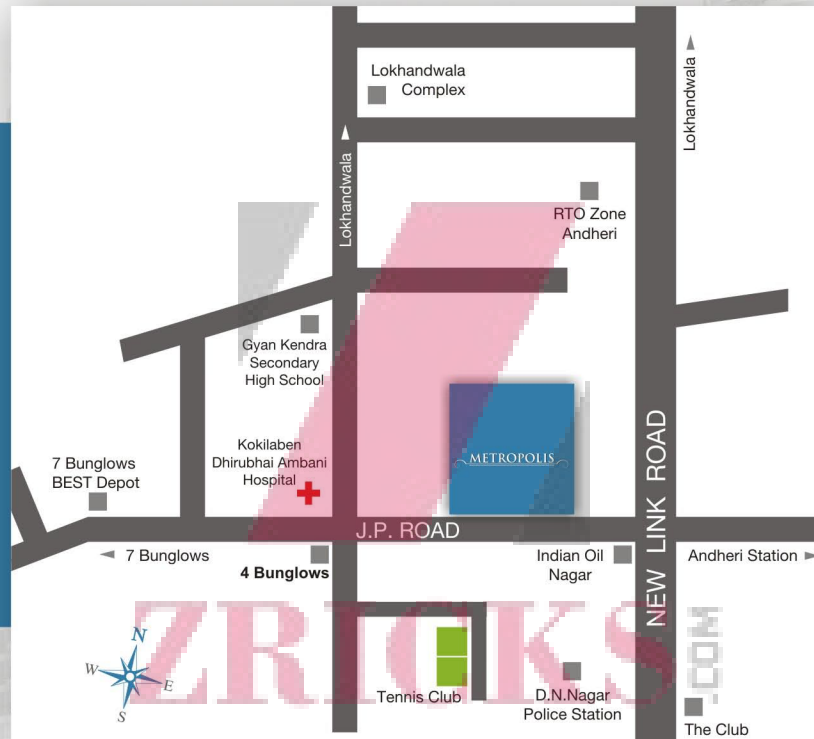 Lokhandwala
Complex
Lokhandwala
Lokhandwala
RTO Zone
Andheri
Gyan Kendra
Secondary
High School
Kokilaben
Dhirubhai Ambani
Hospital
METROPOLIS
7 Bunglows
BEST Depot
NEW LINK ROAD
J.P. ROAD
7 Bunglows
4 Bunglows
Indian Oil
Nagar
Andheri Station
ZRICKS
.COM
N
W
E
S
Tennis Club
D.N.Nagar
Police Station
The Club